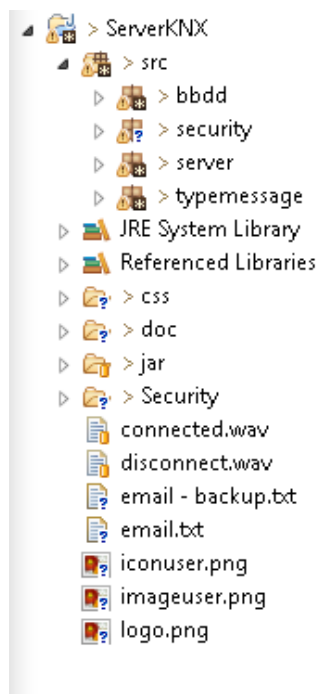 > ServerKNX
> src
> bbdd
> security
> server
> typemessage
JRE System Library
Referenced Libraries
> css
> doc
> jar
> Security
connected.wav
disconnect.wav
email - backup.txt
email.txt
iconuser.png
imageuser.png
logo.png